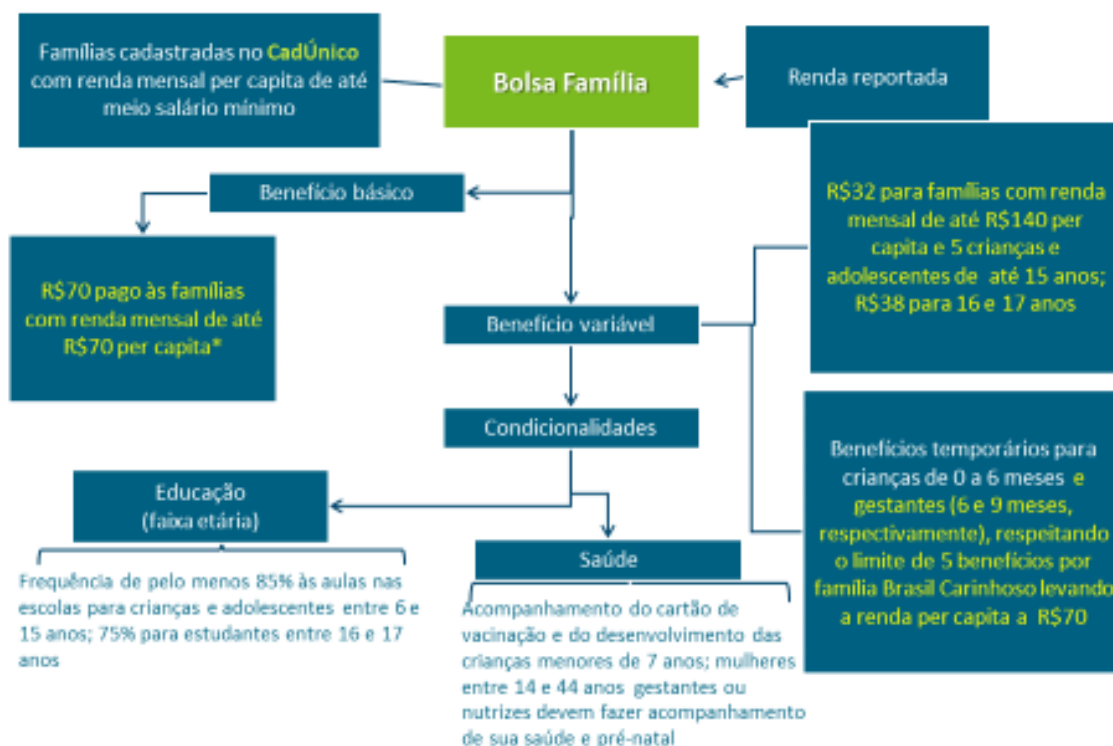 Famílias cadastradas no CadÚnico
com renda mensal per capita de até
meio salário mínimo
Bolsa Família
Renda reportada
Benefício básico
R$70 pago às famílias
com renda mensal de até
R$70 per capita*
R$32 para famílias com renda
mensal de até R$140 per
capita e 5 crianças e
adolescentes de até 15 anos;
R$38 para 16 e 17 anos
Benefício variável
Condicionalidades
Benefícios temporários para
crianças de 0 a 6 meses e
gestantes (6 e 9 meses,
respectivamente), respeitando
o limite de 5 benefícios por
família Brasil Carinhoso levando
a renda per capita a R$70
Educação
(faixa etária)
Frequência de pelo menos 85% às aulas nas
escolas para crianças e adolescentes entre 6 e
15 anos; 75% para estudantes entre 16 e 17
anos
Saúde
Acompanhamento do cartão de
vacinação e do desenvolvimento das
crianças menores de 7 anos; mulheres
entre 14 e 44 anos gestantes ou
nutrizes devem fazer acompanhamento
de sua saúde e pré-natal